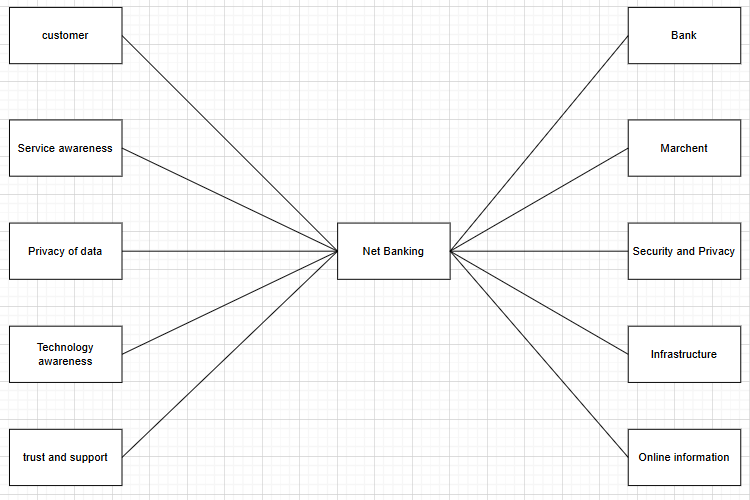 customer
Bank
Service awareness
Marchent
Privacy of data
Net Banking
Security and Privacy
Technology
awareness
Infrastructure
trust and support
Online information